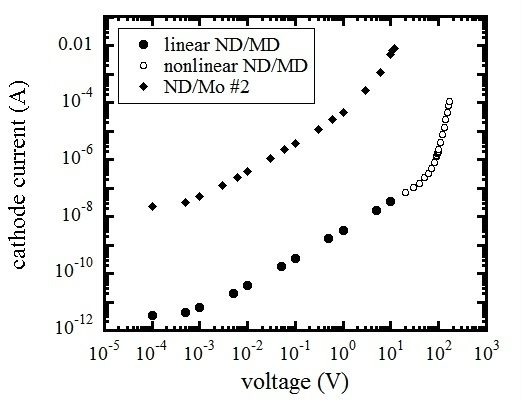 linear ND/MD
nonlinear ND/MD
ND/Mo #2
cathode current (A)
0.01
10⁻⁴
10⁻⁶
10⁻⁸
10⁻¹⁰
10⁻¹²
10⁻⁵ 10⁻⁴ 10⁻³ 10⁻² 10⁻¹ 10⁰ 10¹ 10² 10³
voltage (V)